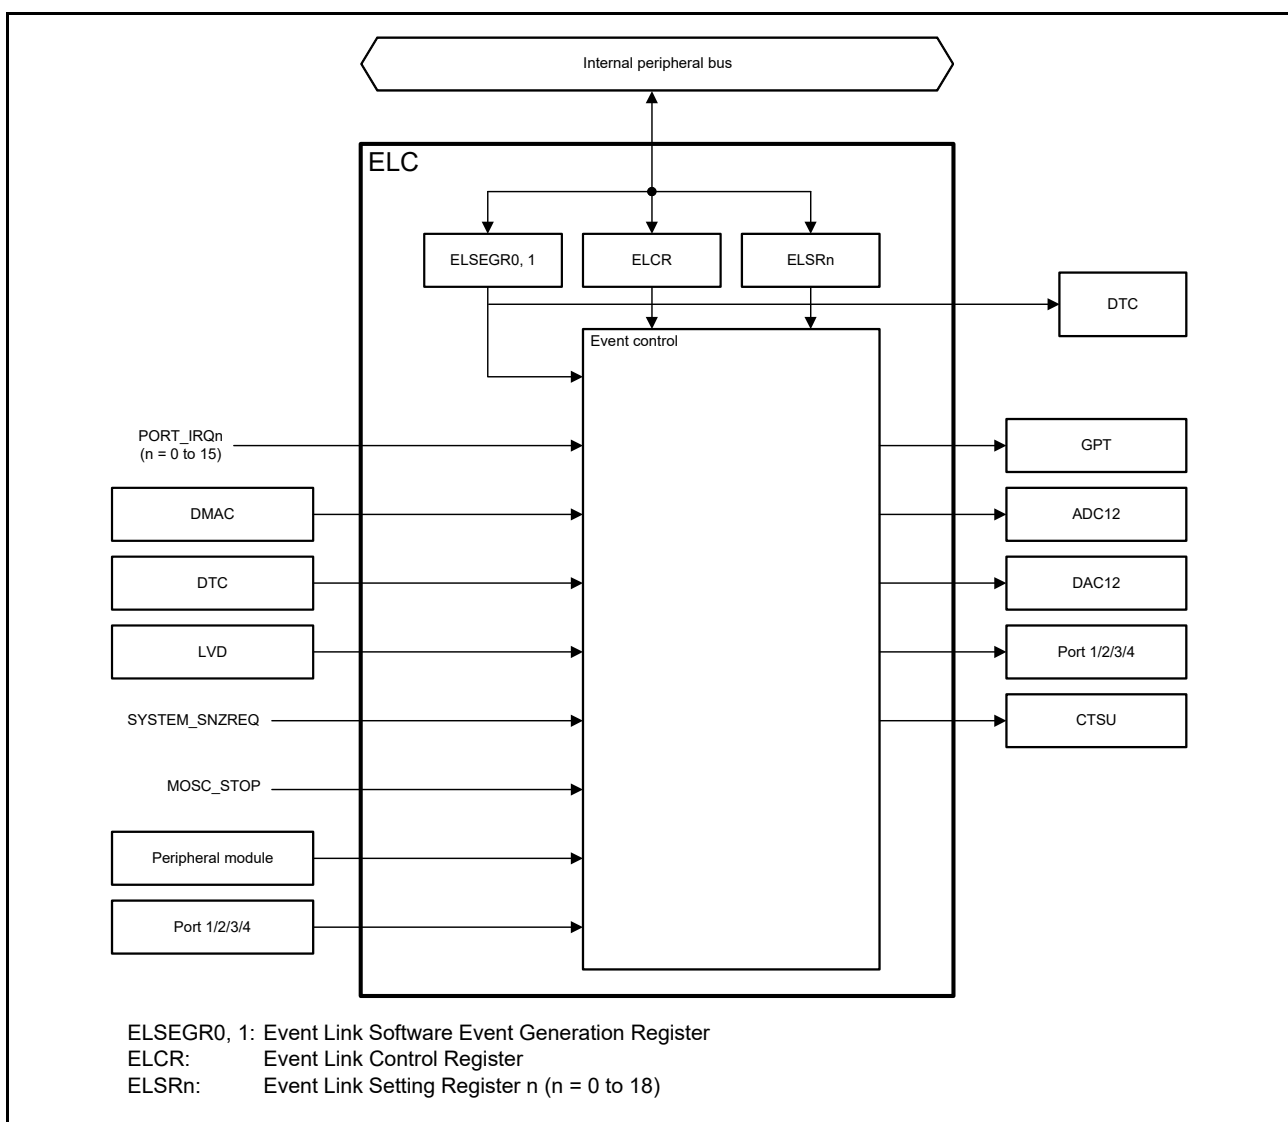 Internal peripheral bus
ELC
ELSEGR0, 1
ELCR
ELSRn
DTC
Event control
PORT_IRQn
(n = 0 to 15)
GPT
DMAC
ADC12
DTC
DAC12
LVD
Port 1/2/3/4
SYSTEM_SNZREQ
CTSU
MOSC_STOP
Peripheral module
Port 1/2/3/4
ELSEGR0, 1: Event Link Software Event Generation Register
ELCR: Event Link Control Register
ELSRn: Event Link Setting Register n (n = 0 to 18)